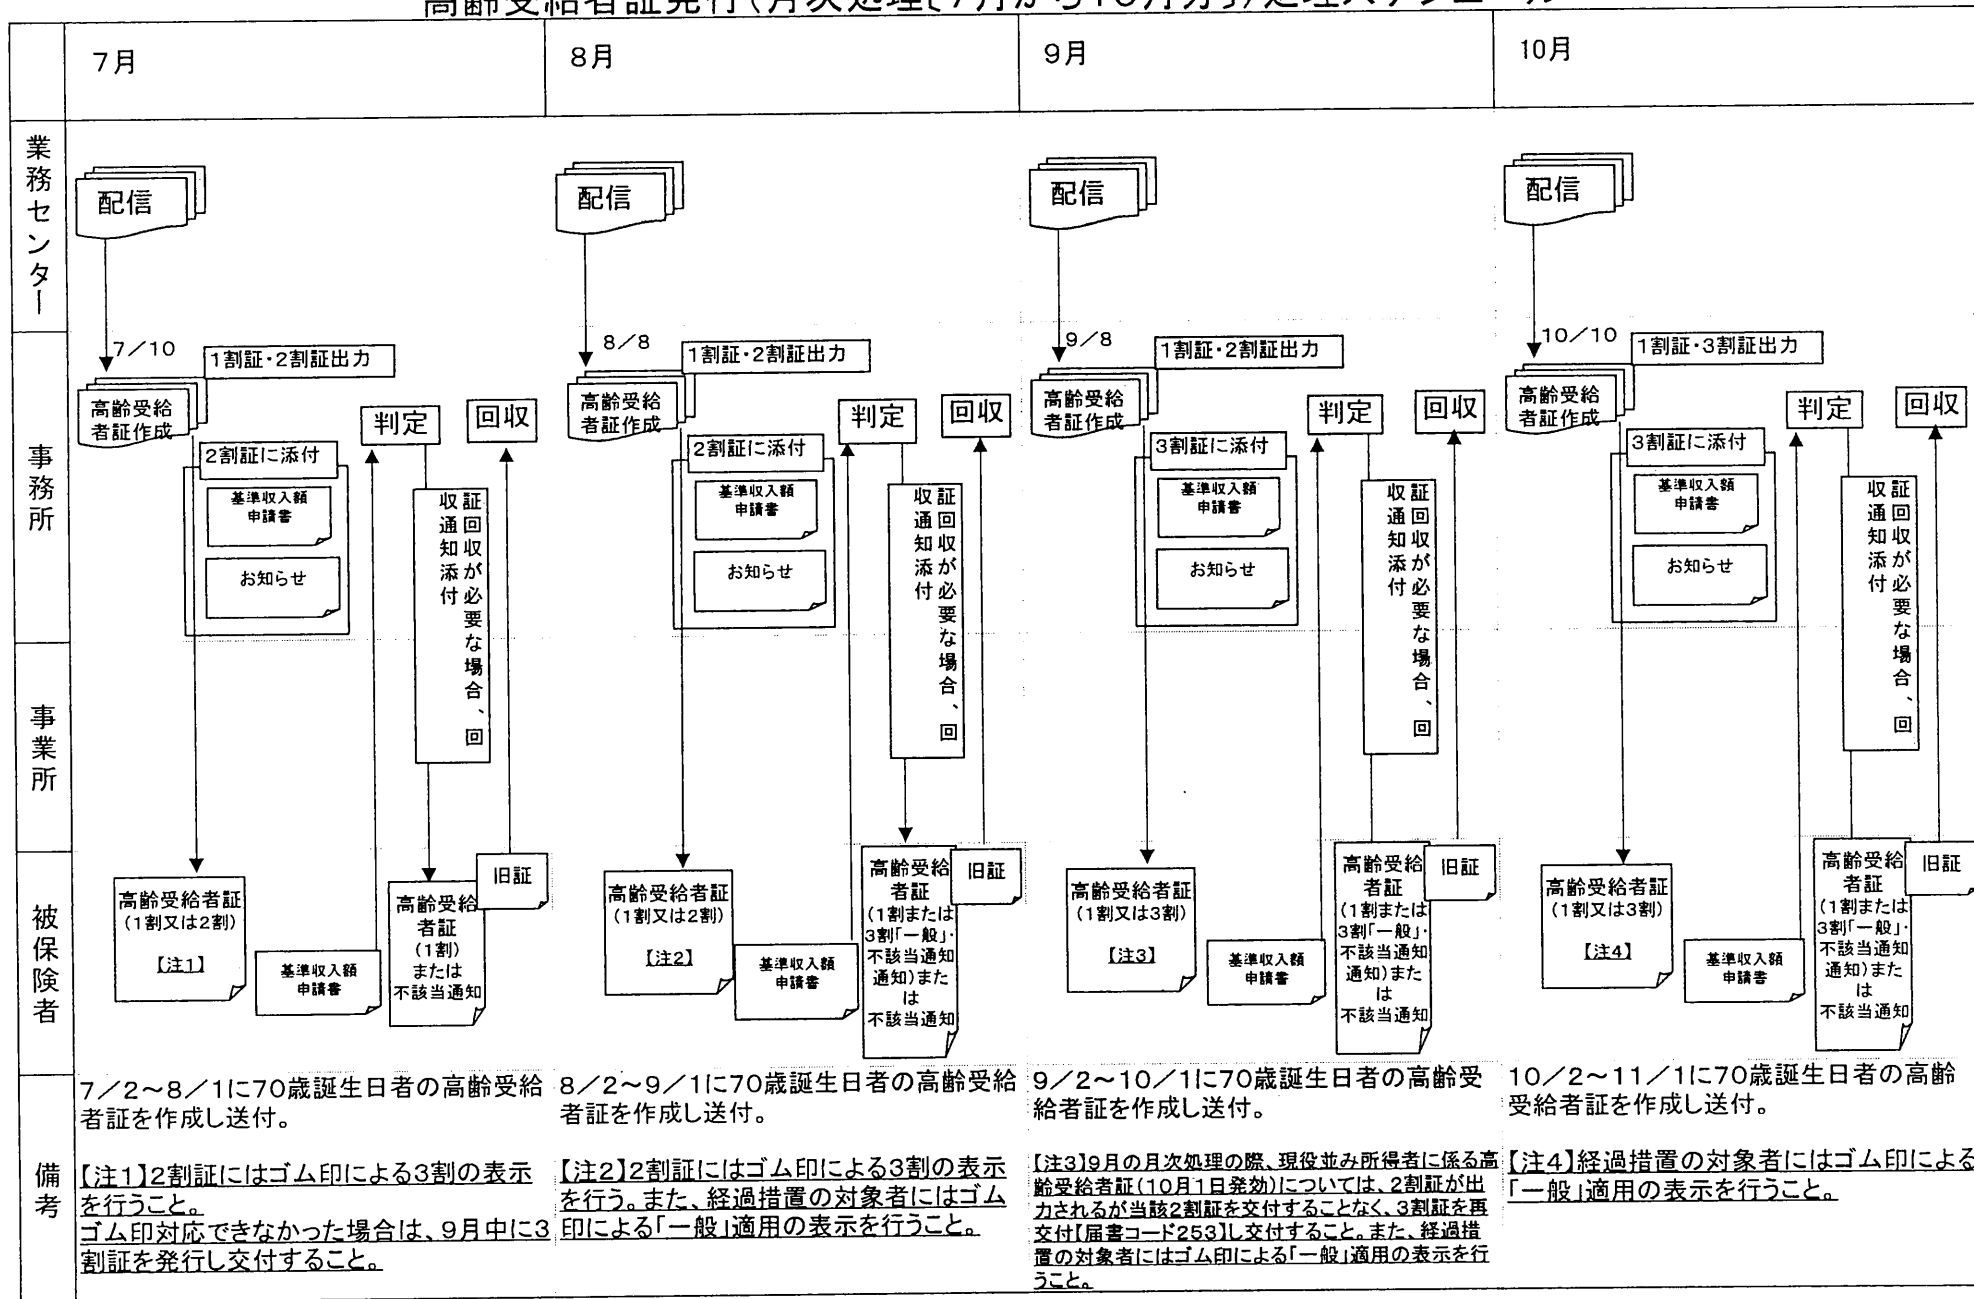 高齢受給者証発行(月次処理[7月から10月分])処理スケジュール
7月
8月
9月
10月
業務センター
配信
配信
配信
配信
事務所
7/10
1割証・2割証出力
高齢受給
者証作成
2割証に添付
基準収入額
申請書
お知らせ
判定
回収
証回収が必要な場合、回
収通知添付
8/8
1割証・2割証出力
高齢受給
者証作成
2割証に添付
基準収入額
申請書
お知らせ
判定
回収
証回収が必要な場合、回
収通知添付
9/8
1割証・2割証出力
高齢受給
者証作成
3割証に添付
基準収入額
申請書
お知らせ
判定
回収
証回収が必要な場合、回
収通知添付
10/10
1割証・3割証出力
高齢受給
者証作成
3割証に添付
基準収入額
申請書
お知らせ
判定
回収
証回収が必要な場合、回
収通知添付
事業所
被保険者
高齢受給者証
(1割又は2割)
【注1】
基準収入額
申請書
高齢受給
者証
(1割)
または
不該当通知
旧証
高齢受給者証
(1割又は2割)
【注2】
基準収入額
申請書
高齢受給
者証
(1割または
3割「一般」・
不該当通知
通知)また
は
不該当通知
旧証
高齢受給者証
(1割又は3割)
【注3】
基準収入額
申請書
高齢受給
者証
(1割または
3割「一般」・
不該当通知
通知)また
は
不該当通知
旧証
高齢受給者証
(1割又は3割)
【注4】
基準収入額
申請書
高齢受給
者証
(1割または
3割「一般」・
不該当通知
通知)また
は
不該当通知
旧証
備考
7/2~8/1に70歳誕生日者の高齢受給
者証を作成し送付。
【注1】2割証にはゴム印による3割の表示
を行うこと。
ゴム印対応できなかった場合は、9月中に3
割証を発行し交付すること。
8/2~9/1に70歳誕生日者の高齢受給
者証を作成し送付。
【注2】2割証にはゴム印による3割の表示
を行う。また、経過措置の対象者にはゴム
印による「一般」適用の表示を行うこと。
9/2~10/1に70歳誕生日者の高齢受
給者証を作成し送付。
【注3】9月の月次処理の際、現役並み所得者に係る高
齢受給者証(10月1日発効)については、2割証が出
力されるが当該2割証を交付することなく、3割証を再
交付【届書コード253】し交付すること。また、経過措
置の対象者にはゴム印による「一般」適用の表示を行
うこと。
10/2~11/1に70歳誕生日者の高齢
受給者証を作成し送付。
【注4】経過措置の対象者にはゴム印による
「一般」適用の表示を行うこと。